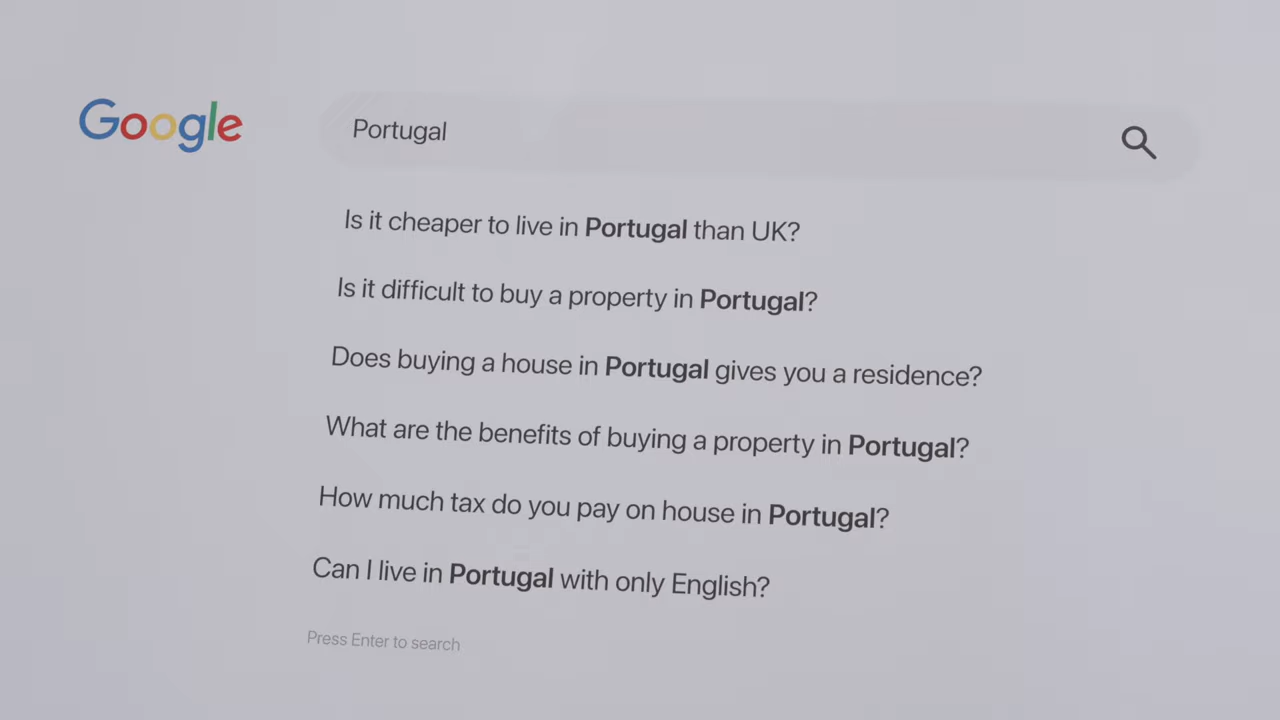 Google
Portugal
Is it cheaper to live in Portugal than UK?
Is it difficult to buy a property in Portugal?
Does buying a house in Portugal gives you a residence?
What are the benefits of buying a property in Portugal?
How much tax do you pay on house in Portugal?
Can I live in Portugal with only English?
Press Enter to search